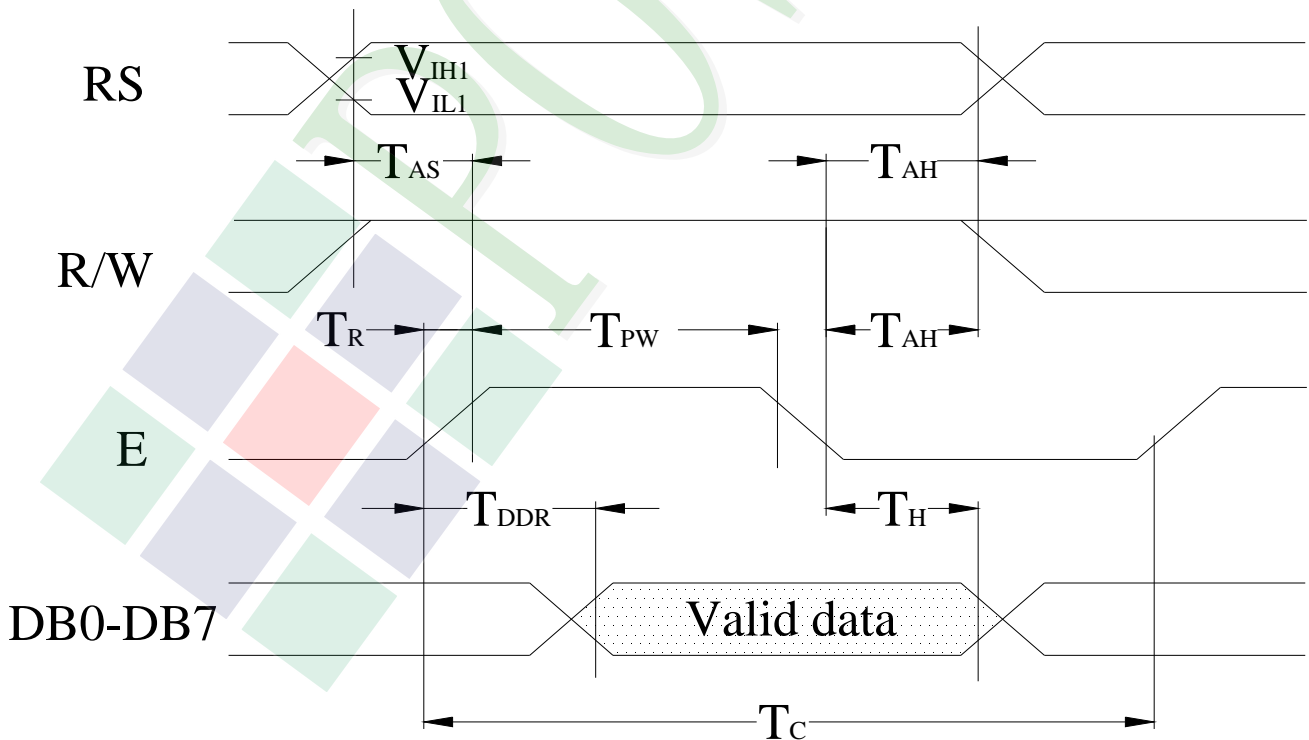 RS
VIH1
VIL1
TAS
TAH
R/W
TR
TPW
TAH
E
TDDR
TH
DB0-DB7
Valid data
TC